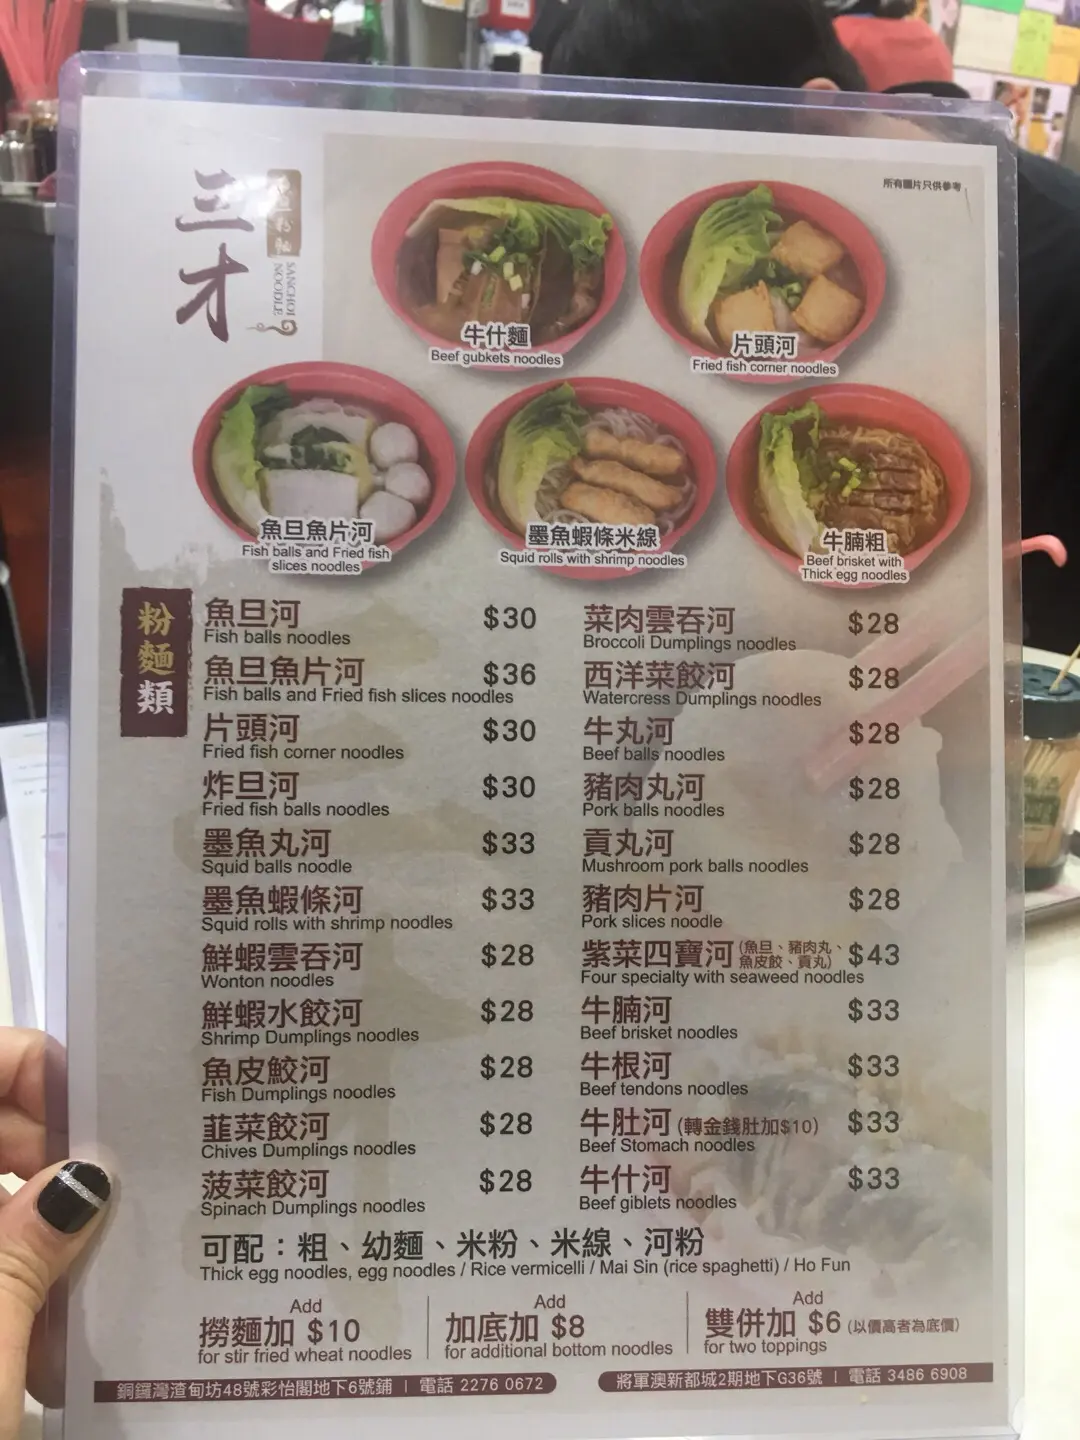 三才
SANCHOI
NOODLE
所有圖片只供參考
牛什麵
Beef gubkets noodles
片頭河
Fried fish corner noodles
魚旦魚片河
Fish balls and Fried fish
slices noodles
墨魚蝦條米線
Squid rolls with shrimp noodles
牛腩粗
Beef brisket with
Thick egg noodles
粉麵類
魚旦河 $30
Fish balls noodles
魚旦魚片河 $36
Fish balls and Fried fish slices noodles
片頭河 $30
Fried fish corner noodles
炸旦河 $30
Fried fish balls noodles
墨魚丸河 $33
Squid balls noodle
墨魚蝦條河 $33
Squid rolls with shrimp noodles
鮮蝦雲吞河 $28
Wonton noodles
鮮蝦水餃河 $28
Shrimp Dumplings noodles
魚皮鮫河 $28
Fish Dumplings noodles
韮菜餃河 $28
Chives Dumplings noodles
菠菜餃河 $28
Spinach Dumplings noodles
菜肉雲吞河 $28
Broccoli Dumplings noodles
西洋菜餃河 $28
Watercress Dumplings noodles
牛丸河 $28
Beef balls noodles
豬肉丸河 $28
Pork balls noodles
貢丸河 $28
Mushroom pork balls noodles
豬肉片河 $28
Pork slices noodle
紫菜四寶河 (魚旦、豬肉丸、魚皮餃、貢丸) $43
Four specialty with seaweed noodles
牛腩河 $33
Beef brisket noodles
牛根河 $33
Beef tendons noodles
牛肚河 (轉金錢肚加$10) $33
Beef Stomach noodles
牛什河 $33
Beef giblets noodles
可配：粗、幼麵、米粉、米線、河粉
Thick egg noodles, egg noodles / Rice vermicelli / Mai Sin (rice spaghetti) / Ho Fun
Add
撈麵加 $10
for stir fried wheat noodles
Add
加底加 $8
for additional bottom noodles
Add
雙併加 $6 (以價高者為底價)
for two toppings
銅鑼灣渣甸坊48號彩怡閣地下6號鋪 | 電話 2276 0672
將軍澳新都城2期地下G36號 | 電話 3486 6908